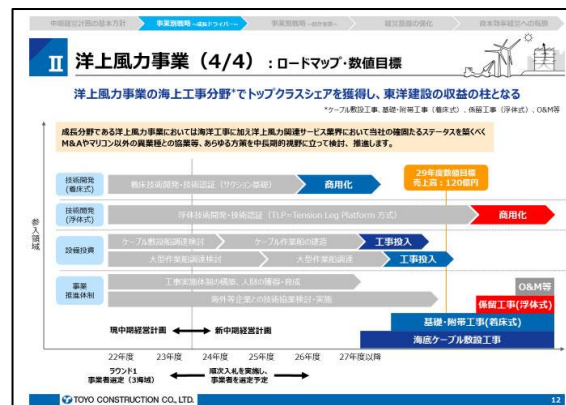 中期経営計画の基本方針
事業別戦略 ~成長ドライバー~
事業別戦略
経営基盤の強化
資本効率経営への転換
Ⅱ 洋上風力事業（4/4）：ロードマップ・数値目標
洋上風力事業の海上工事分野*でトップクラスシェアを獲得し、東洋建設の収益の柱となる
*ケーブル敷設工事、基礎・附帯工事（着床式）、係留工事（浮体式）、O&M等
成長分野である洋上風力事業においては海洋工事に加え洋上風力関連サービス業界において当社の確固たるステータスを築くべく
M&Aやマリコン以外の異業種との協業等、あらゆる方策を中長期的視野に立って検討、推進します。
29年度数値目標
売上高：120億円
参入領域
技術開発
(着床式)
着床技術開発・技術認証（サクション基礎）
商用化
技術開発
(浮体式)
浮体技術開発・技術認証（TLP=Tension Leg Platform 方式）
商用化
設備投資
ケーブル敷設船調達検討
ケーブル作業船の建造
工事投入
大型作業船調達検討
大型作業船調達
工事投入
事業
推進体制
工事実施体制の構築、人財の獲得・育成
海外等企業との技術協業検討・実施
O&M等
係留工事(浮体式)
基礎・附帯工事(着床式)
海底ケーブル敷設工事
現中期経営計画
新中期経営計画
22年度
23年度
24年度
25年度
26年度
27年度以降
ラウンド1
事業者選定（3海域）
順次入札を実施し、
事業者を選定予定
TOYO CONSTRUCTION CO., LTD.
12